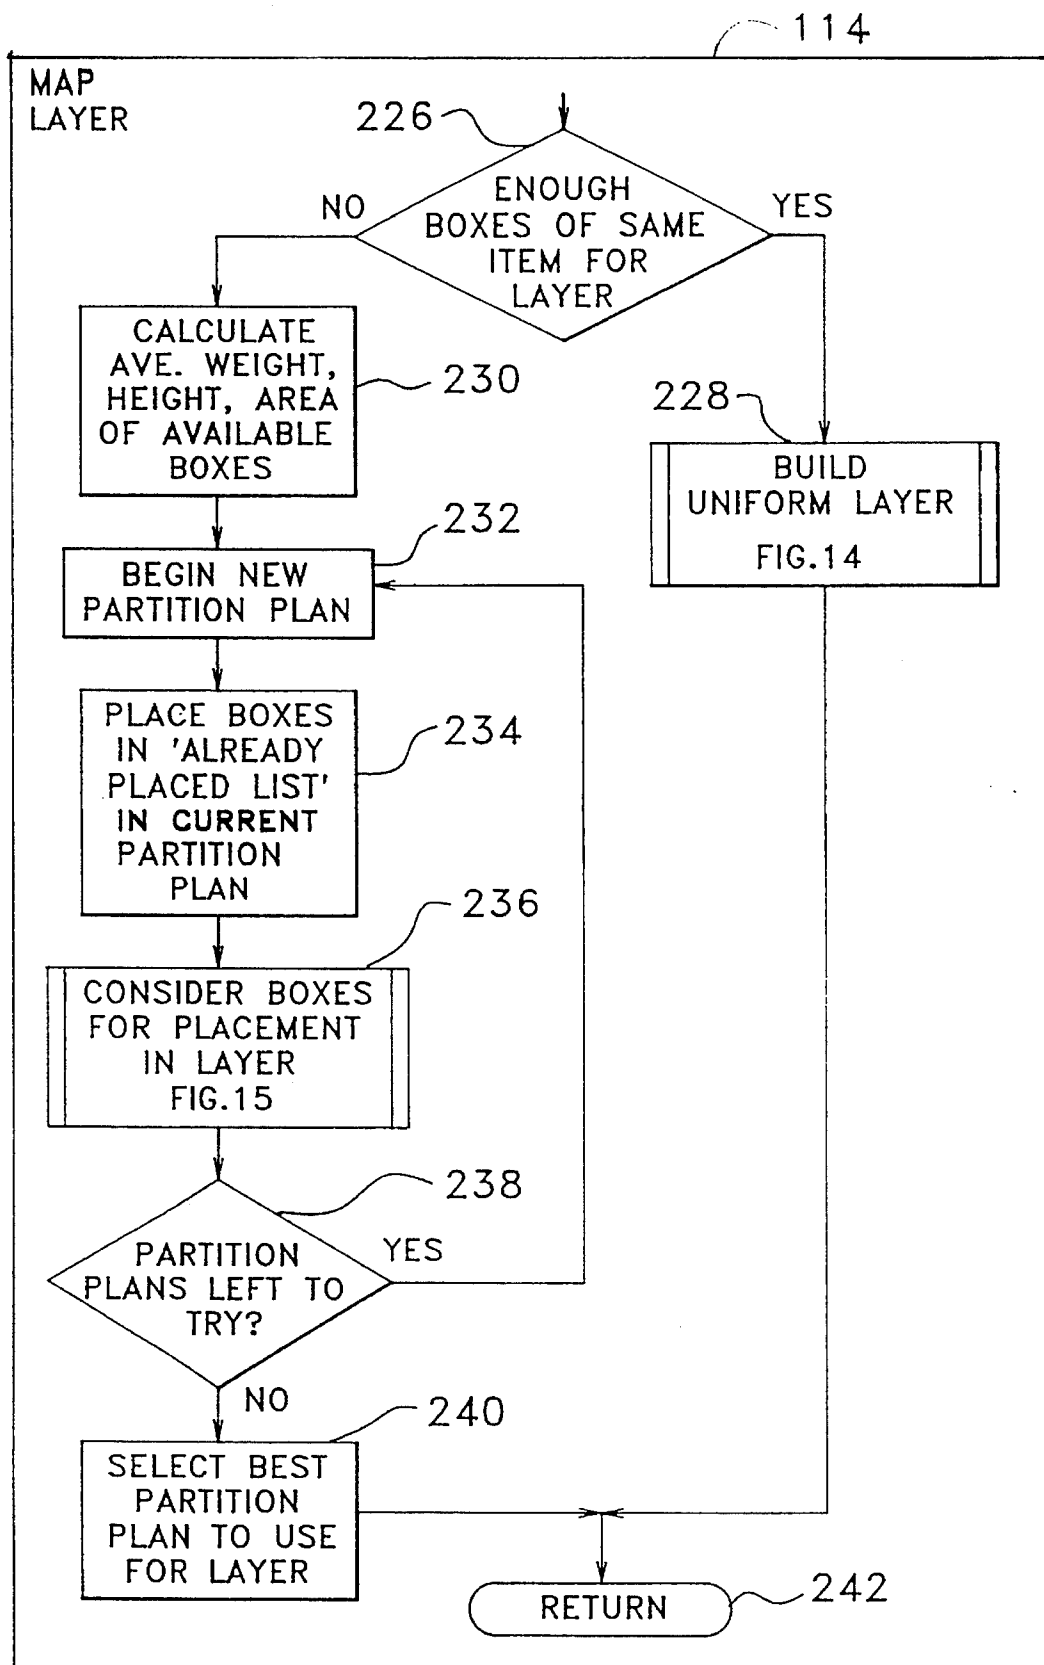 114
MAP
LAYER
226
ENOUGH
BOXES OF SAME
ITEM FOR
LAYER
NO
YES
CALCULATE
AVE. WEIGHT,
HEIGHT, AREA
OF AVAILABLE
BOXES
230
228
BUILD
UNIFORM LAYER
FIG.14
232
BEGIN NEW
PARTITION PLAN
PLACE BOXES
IN 'ALREADY
PLACED LIST'
IN CURRENT
PARTITION
PLAN
234
236
CONSIDER BOXES
FOR PLACEMENT
IN LAYER
FIG.15
238
PARTITION
PLANS LEFT TO
TRY?
YES
NO
240
SELECT BEST
PARTITION
PLAN TO USE
FOR LAYER
RETURN
242